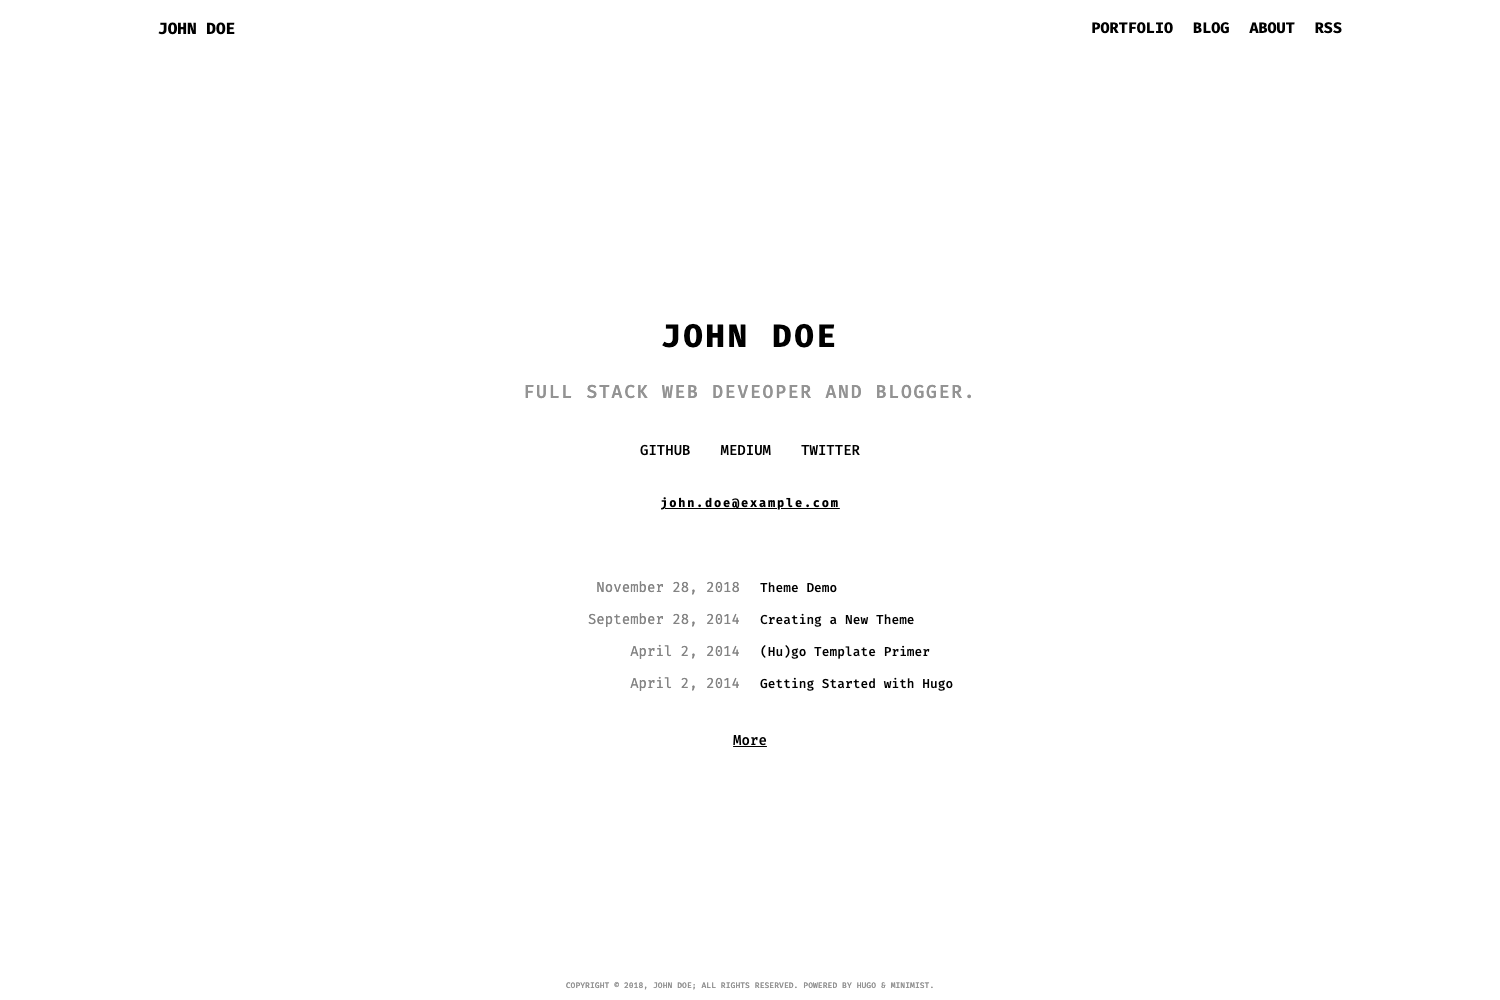 JOHN DOE PORTFOLIO BLOG ABOUT RSS
JOHN DOE
FULL STACK WEB DEVEOPER AND BLOGGER.
GITHUB MEDIUM TWITTER
john.doe@example.com
November 28, 2018 Theme Demo
September 28, 2014 Creating a New Theme
April 2, 2014 (Hu)go Template Primer
April 2, 2014 Getting Started with Hugo
More
COPYRIGHT © 2018, JOHN DOE; ALL RIGHTS RESERVED. POWERED BY HUGO & MINIMIST.